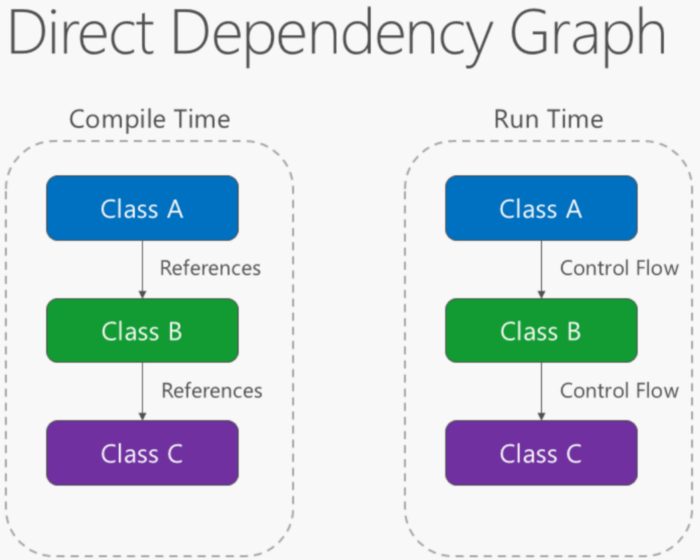 Direct Dependency Graph
Compile Time
Class A
References
Class B
References
Class C
Run Time
Class A
Control Flow
Class B
Control Flow
Class C